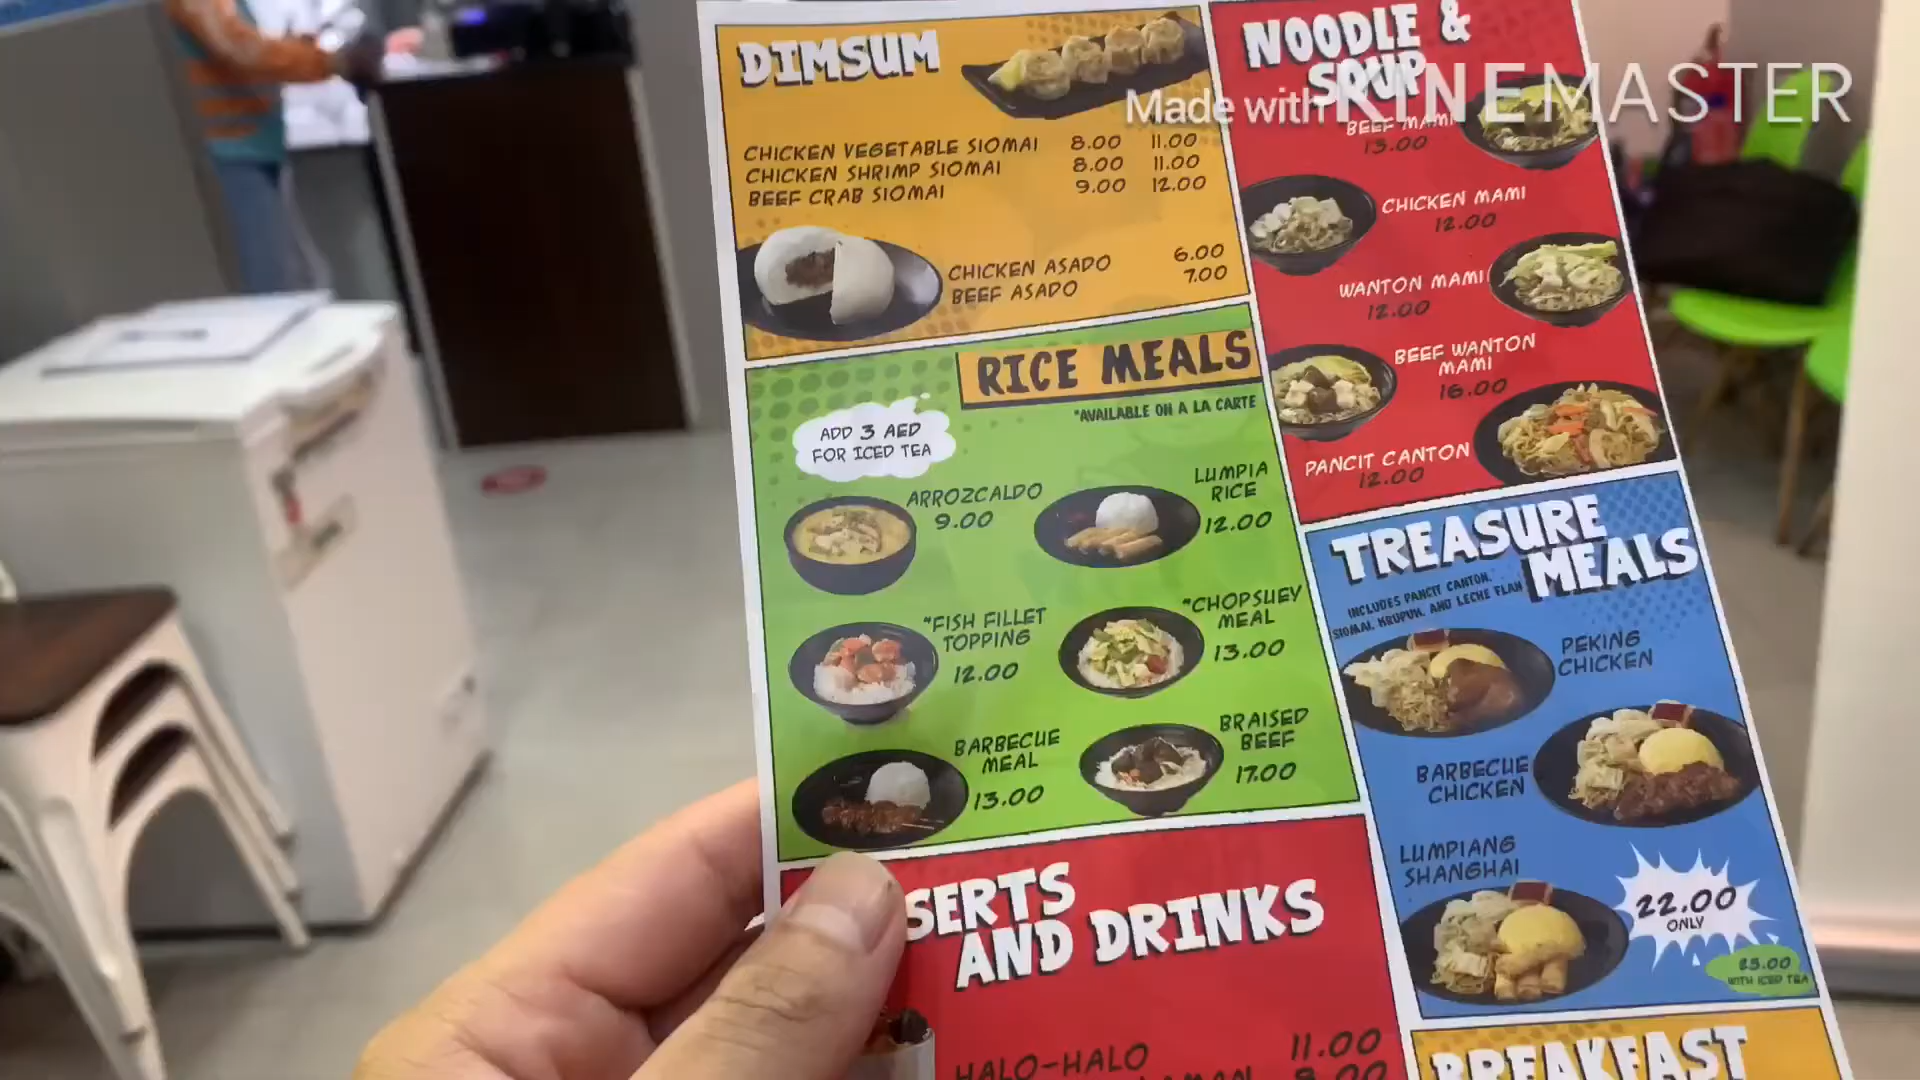 DIMSUM
CHICKEN VEGETABLE SIOMAI 8.00 11.00
CHICKEN SHRIMP SIOMAI 8.00 11.00
BEEF CRAB SIOMAI 9.00 12.00
CHICKEN ASADO 6.00
BEEF ASADO 7.00
RICE MEALS
*AVAILABLE ON A LA CARTE
ADD 3 AED
FOR ICED TEA
ARROZCALDO
9.00
LUMPIA
RICE
12.00
*FISH FILLET
TOPPING
12.00
*CHOPSUEY
MEAL
13.00
BARBECUE
MEAL
13.00
BRAISED
BEEF
17.00
SERTS
AND DRINKS
HALO-HALO 11.00
NOODLE &
SOUP
Made with KINEMASTER
BEEF MAMI
13.00
CHICKEN MAMI
12.00
WANTON MAMI
12.00
BEEF WANTON
MAMI
16.00
PANCIT CANTON
12.00
TREASURE
MEALS
INCLUDES PANCIT CANTON,
SIOMAI, KRUPUK, AND LECHE FLAN
PEKING
CHICKEN
BARBECUE
CHICKEN
LUMPIANG
SHANGHAI
22.00
ONLY
25.00
WITH ICED TEA
BREAKFAST